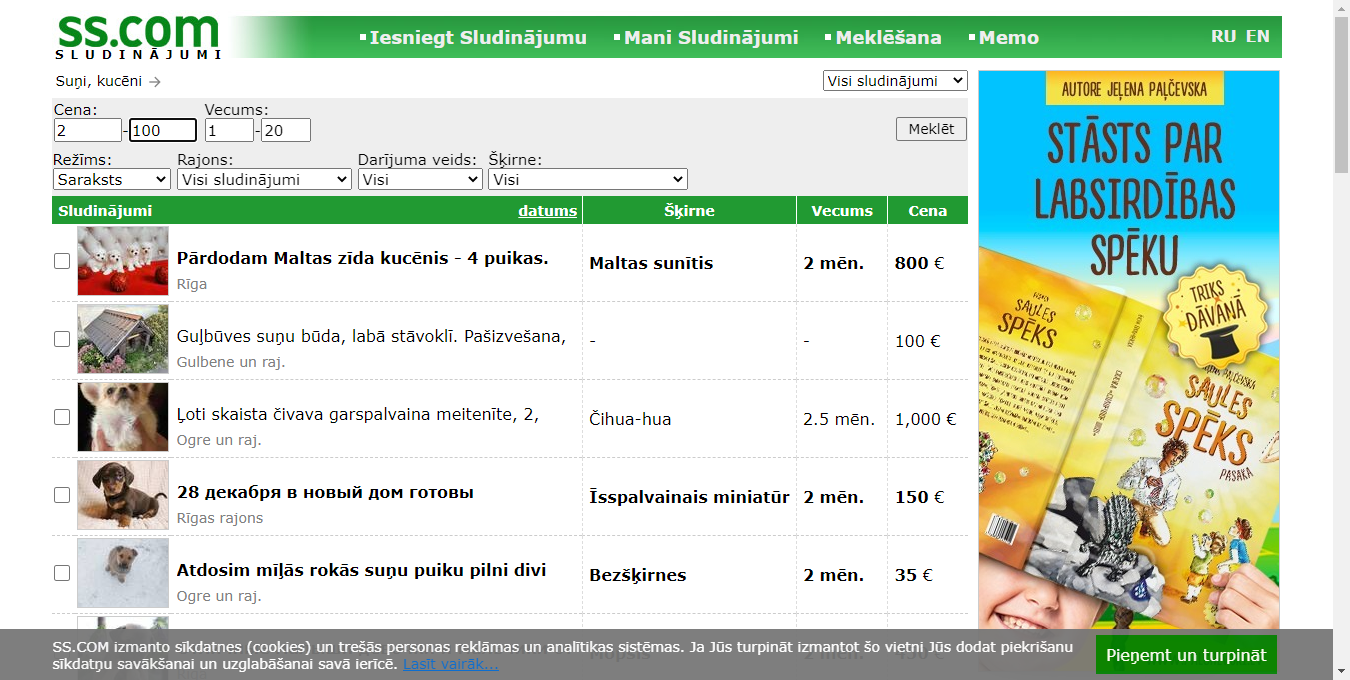 ss.com
SLUDINĀJUMI
Iesniegt Sludinājumu Mani Sludinājumi Meklēšana Memo RU EN
Suņi, kucēni → Visi sludinājumi
Cena: Vecums:
2 - 100 1 - 20 Meklēt
Režīms: Rajons: Darījuma veids: Šķirne:
Saraksts Visi sludinājumi Visi Visi
Sludinājumi datums Šķirne Vecums Cena
Pārdodam Maltas zīda kucēnis - 4 puikas. Maltas sunītis 2 mēn. 800 €
Rīga
Guļbūves suņu būda, labā stāvoklī. Pašizvešana, - - 100 €
Gulbene un raj.
Ļoti skaista čivava garspalvaina meitenīte, 2, Čihua-hua 2.5 mēn. 1,000 €
Ogre un raj.
28 декабря в новый дом готовы Īsspalvainais miniatūr 2 mēn. 150 €
Rīgas rajons
Atdosim mīļās rokās suņu puiku pilni divi Bezšķirnes 2 mēn. 35 €
Ogre un raj.
AUTORE JEĻENA PAĻČEVSKA
STĀSTS PAR
LABSIRDĪBAS
SPĒKU
TRIKS
DĀVANĀ
SAULES
SPĒKS
SAULES
SPĒKS
PASAKA
SS.COM izmanto sīkdatnes (cookies) un trešās personas reklāmas un analītikas sistēmas. Ja Jūs turpināt izmantot šo vietni Jūs dodat piekrišanu
sīkdatņu savākšanai un uzglabāšanai savā ierīcē. Lasīt vairāk...
Pieņemt un turpināt